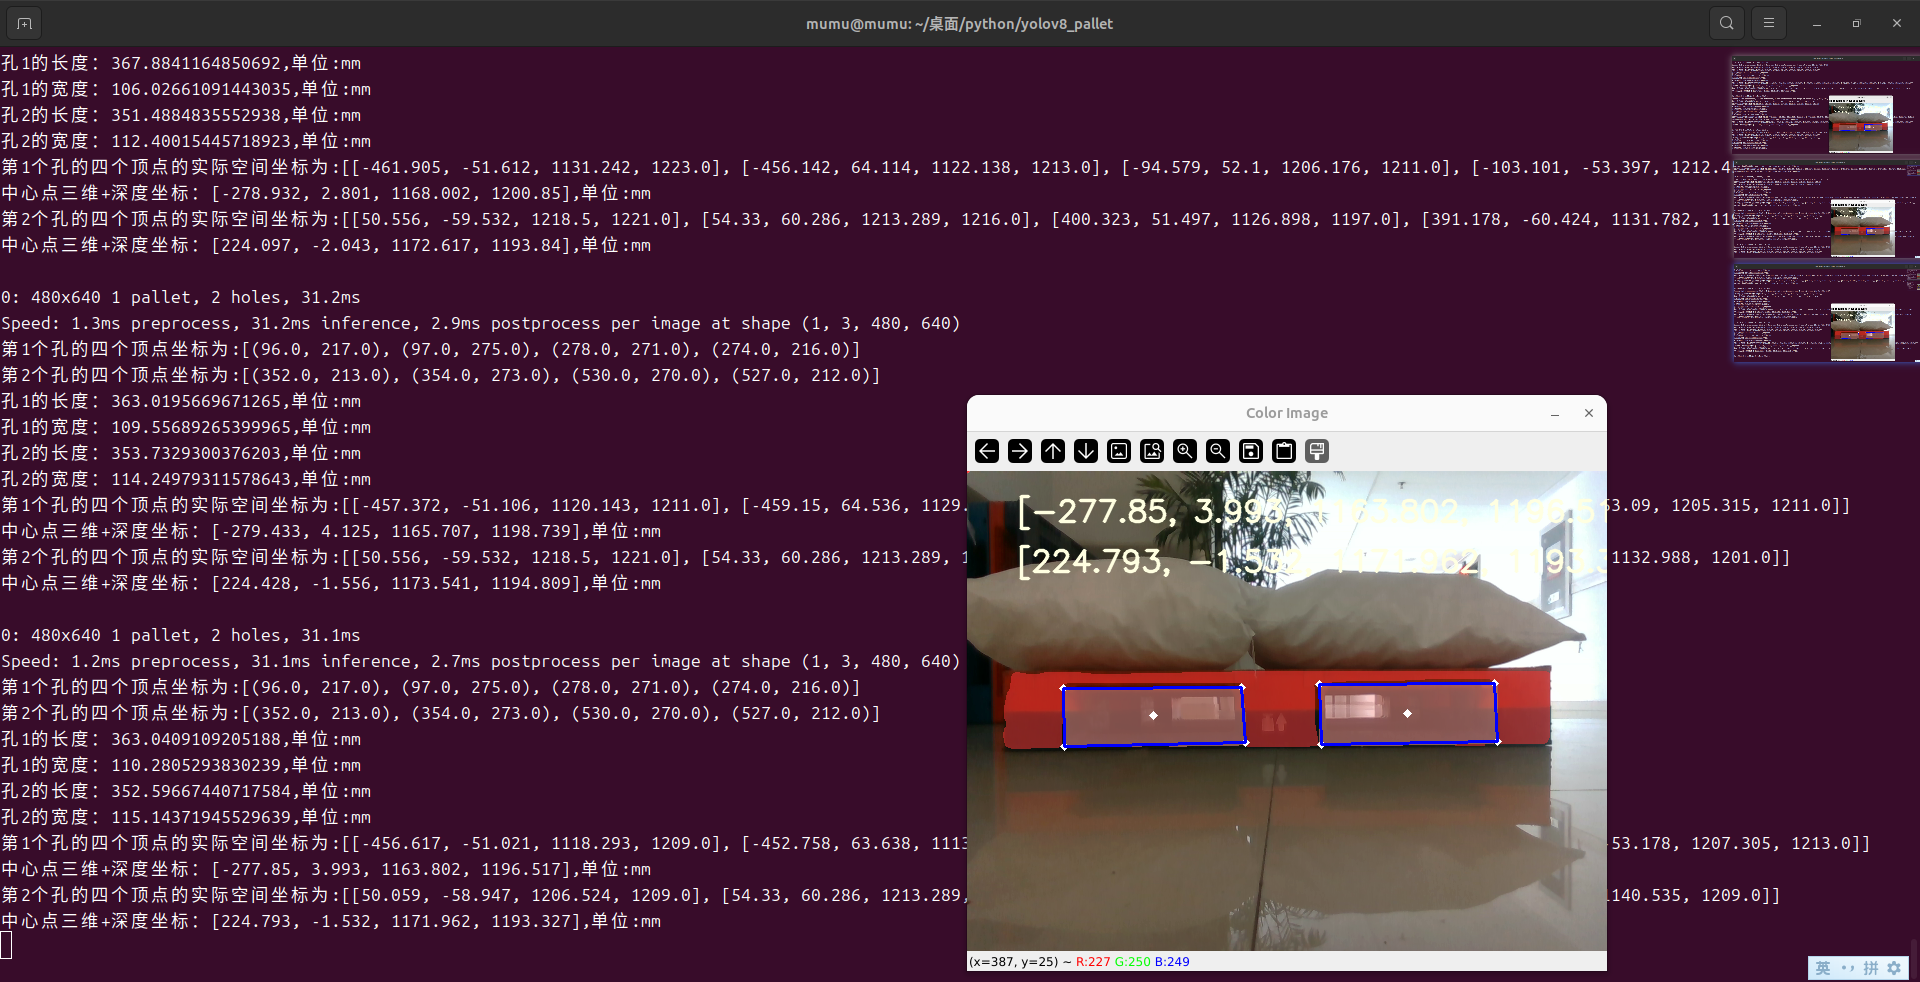 mumu@mumu: ~/桌面/python/yolov8_pallet
孔1的长度: 367.8841164850692,单位:mm
孔1的宽度: 106.02661091443035,单位:mm
孔2的长度: 351.4884835552938,单位:mm
孔2的宽度: 112.40015445718923,单位:mm
第1个孔的四个顶点的实际空间坐标为:[[-461.905, -51.612, 1131.242, 1223.0], [-456.142, 64.114, 1122.138, 1213.0], [-94.579, 52.1, 1206.176, 1211.0], [-103.101, -53.397, 1212.4
中心点三维+深度坐标: [-278.932, 2.801, 1168.002, 1200.85],单位:mm
第2个孔的四个顶点的实际空间坐标为:[[50.556, -59.532, 1218.5, 1221.0], [54.33, 60.286, 1213.289, 1216.0], [400.323, 51.497, 1126.898, 1197.0], [391.178, -60.424, 1131.782, 11
中心点三维+深度坐标: [224.097, -2.043, 1172.617, 1193.84],单位:mm
0: 480x640 1 pallet, 2 holes, 31.2ms
Speed: 1.3ms preprocess, 31.2ms inference, 2.9ms postprocess per image at shape (1, 3, 480, 640)
第1个孔的四个顶点坐标为:[(96.0, 217.0), (97.0, 275.0), (278.0, 271.0), (274.0, 216.0)]
第2个孔的四个顶点坐标为:[(352.0, 213.0), (354.0, 273.0), (530.0, 270.0), (527.0, 212.0)]
孔1的长度: 363.0195669671265,单位:mm
孔1的宽度: 109.55689265399965,单位:mm
孔2的长度: 353.7329300376203,单位:mm
孔2的宽度: 114.24979311578643,单位:mm
第1个孔的四个顶点的实际空间坐标为:[[-457.372, -51.106, 1120.143, 1211.0], [-459.15, 64.536, 1129. 3.09, 1205.315, 1211.0]]
中心点三维+深度坐标: [-279.433, 4.125, 1165.707, 1198.739],单位:mm
第2个孔的四个顶点的实际空间坐标为:[[50.556, -59.532, 1218.5, 1221.0], [54.33, 60.286, 1213.289, 1 1132.988, 1201.0]]
中心点三维+深度坐标: [224.428, -1.556, 1173.541, 1194.809],单位:mm
0: 480x640 1 pallet, 2 holes, 31.1ms
Speed: 1.2ms preprocess, 31.1ms inference, 2.7ms postprocess per image at shape (1, 3, 480, 640)
第1个孔的四个顶点坐标为:[(96.0, 217.0), (97.0, 275.0), (278.0, 271.0), (274.0, 216.0)]
第2个孔的四个顶点坐标为:[(352.0, 213.0), (354.0, 273.0), (530.0, 270.0), (527.0, 212.0)]
孔1的长度: 363.0409109205188,单位:mm
孔1的宽度: 110.2805293830239,单位:mm
孔2的长度: 352.59667440717584,单位:mm
孔2的宽度: 115.14371945529639,单位:mm
第1个孔的四个顶点的实际空间坐标为:[[-456.617, -51.021, 1118.293, 1209.0], [-452.758, 63.638, 1113 53.178, 1207.305, 1213.0]]
中心点三维+深度坐标: [-277.85, 3.993, 1163.802, 1196.517],单位:mm
第2个孔的四个顶点的实际空间坐标为:[[50.059, -58.947, 1206.524, 1209.0], [54.33, 60.286, 1213.289, 1140.535, 1209.0]]
中心点三维+深度坐标: [224.793, -1.532, 1171.962, 1193.327],单位:mm
Color Image
[-277.85, 3.993, 1163.802, 1196.51
[224.793, -1.532, 1171.962, 1193.3
(x=387, y=25) ~ R:227 G:250 B:249
英 ･, 拼